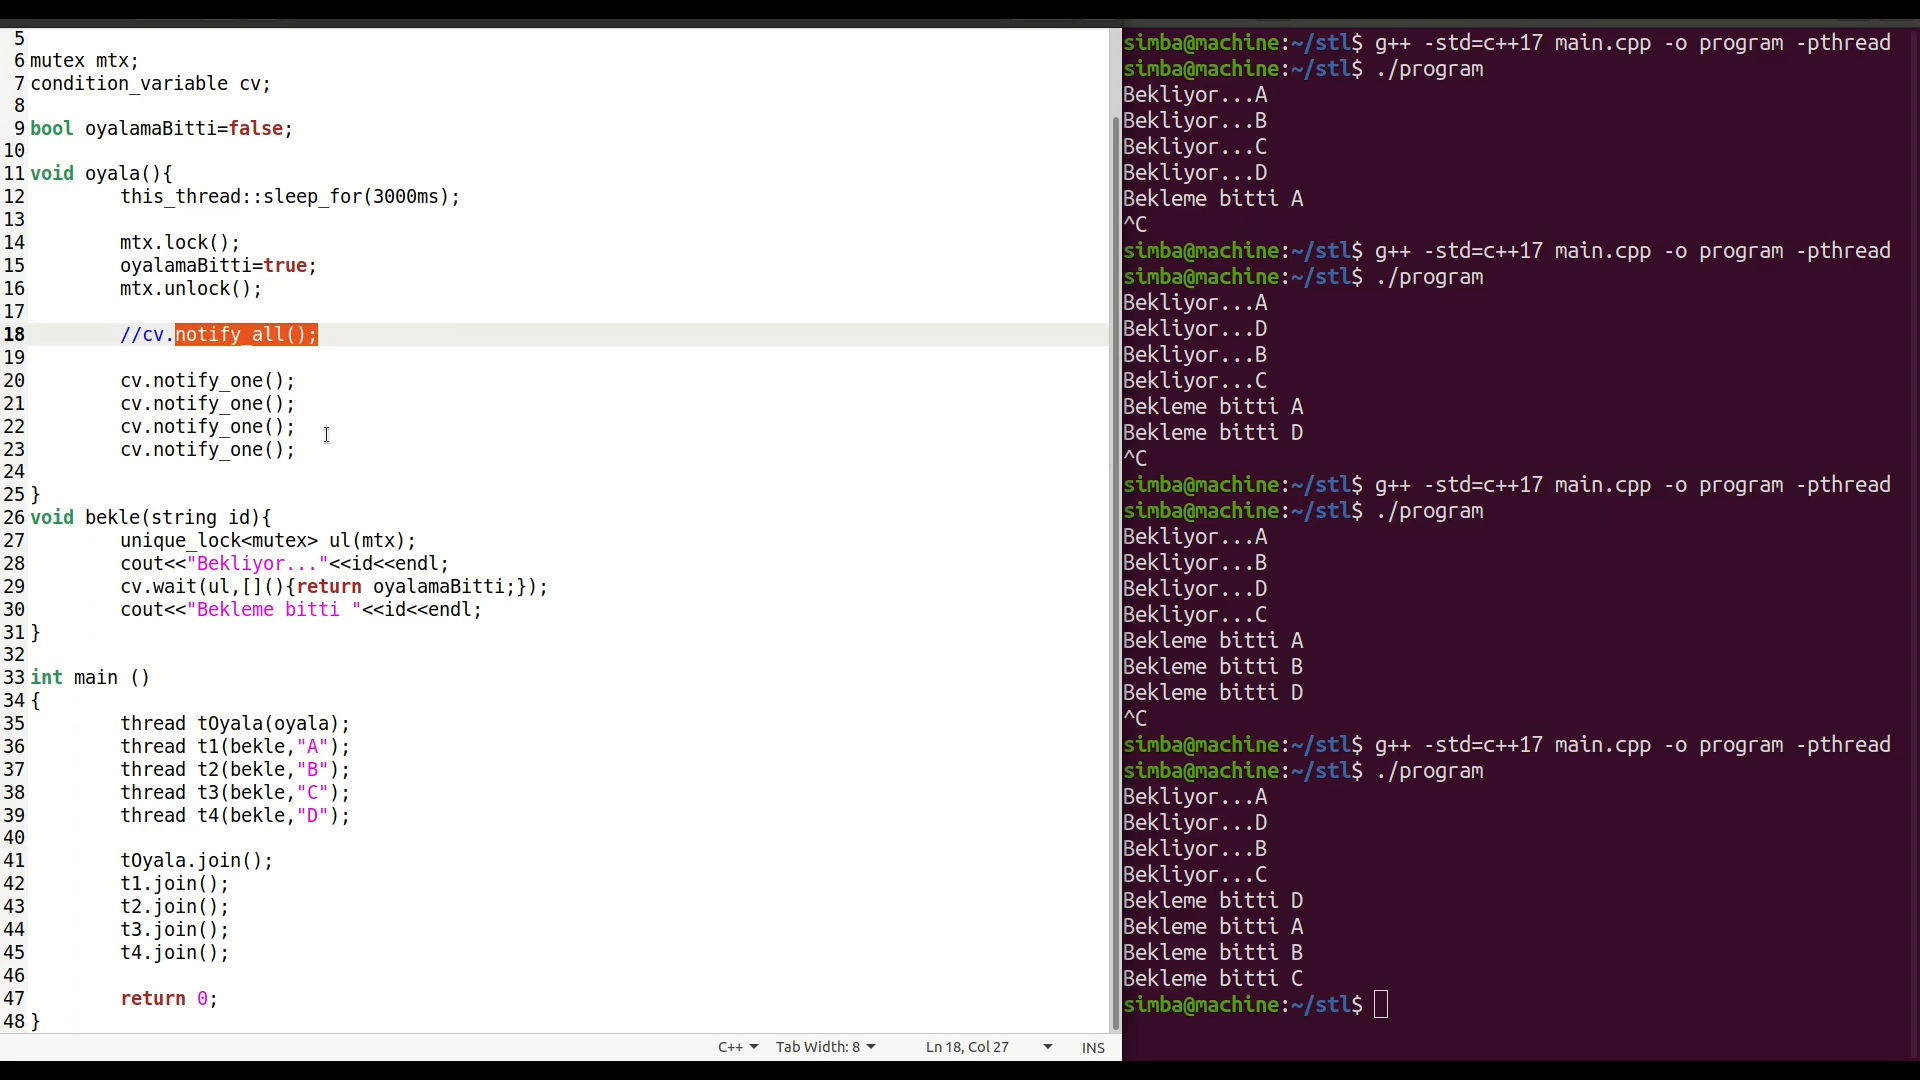 5
6 mutex mtx;
7 condition_variable cv;
8
9 bool oyalamaBitti=false;
10
11 void oyala(){
12 this_thread::sleep_for(3000ms);
13
14 mtx.lock();
15 oyalamaBitti=true;
16 mtx.unlock();
17
18 //cv.notify_all();
19
20 cv.notify_one();
21 cv.notify_one();
22 cv.notify_one();
23 cv.notify_one();
24
25 }
26 void bekle(string id){
27 unique_lock<mutex> ul(mtx);
28 cout<<"Bekliyor..."<<id<<endl;
29 cv.wait(ul,[](){return oyalamaBitti;});
30 cout<<"Bekleme bitti "<<id<<endl;
31 }
32
33 int main ()
34 {
35 thread tOyala(oyala);
36 thread t1(bekle,"A");
37 thread t2(bekle,"B");
38 thread t3(bekle,"C");
39 thread t4(bekle,"D");
40
41 tOyala.join();
42 t1.join();
43 t2.join();
44 t3.join();
45 t4.join();
46
47 return 0;
48 }
C++ Tab Width: 8 Ln 18, Col 27 INS
simba@machine:~/stl$ g++ -std=c++17 main.cpp -o program -pthread
simba@machine:~/stl$ ./program
Bekliyor...A
Bekliyor...B
Bekliyor...C
Bekliyor...D
Bekleme bitti A
^C
simba@machine:~/stl$ g++ -std=c++17 main.cpp -o program -pthread
simba@machine:~/stl$ ./program
Bekliyor...A
Bekliyor...D
Bekliyor...B
Bekliyor...C
Bekleme bitti A
Bekleme bitti D
^C
simba@machine:~/stl$ g++ -std=c++17 main.cpp -o program -pthread
simba@machine:~/stl$ ./program
Bekliyor...A
Bekliyor...B
Bekliyor...D
Bekliyor...C
Bekleme bitti A
Bekleme bitti B
Bekleme bitti D
^C
simba@machine:~/stl$ g++ -std=c++17 main.cpp -o program -pthread
simba@machine:~/stl$ ./program
Bekliyor...A
Bekliyor...D
Bekliyor...B
Bekliyor...C
Bekleme bitti D
Bekleme bitti A
Bekleme bitti B
Bekleme bitti C
simba@machine:~/stl$